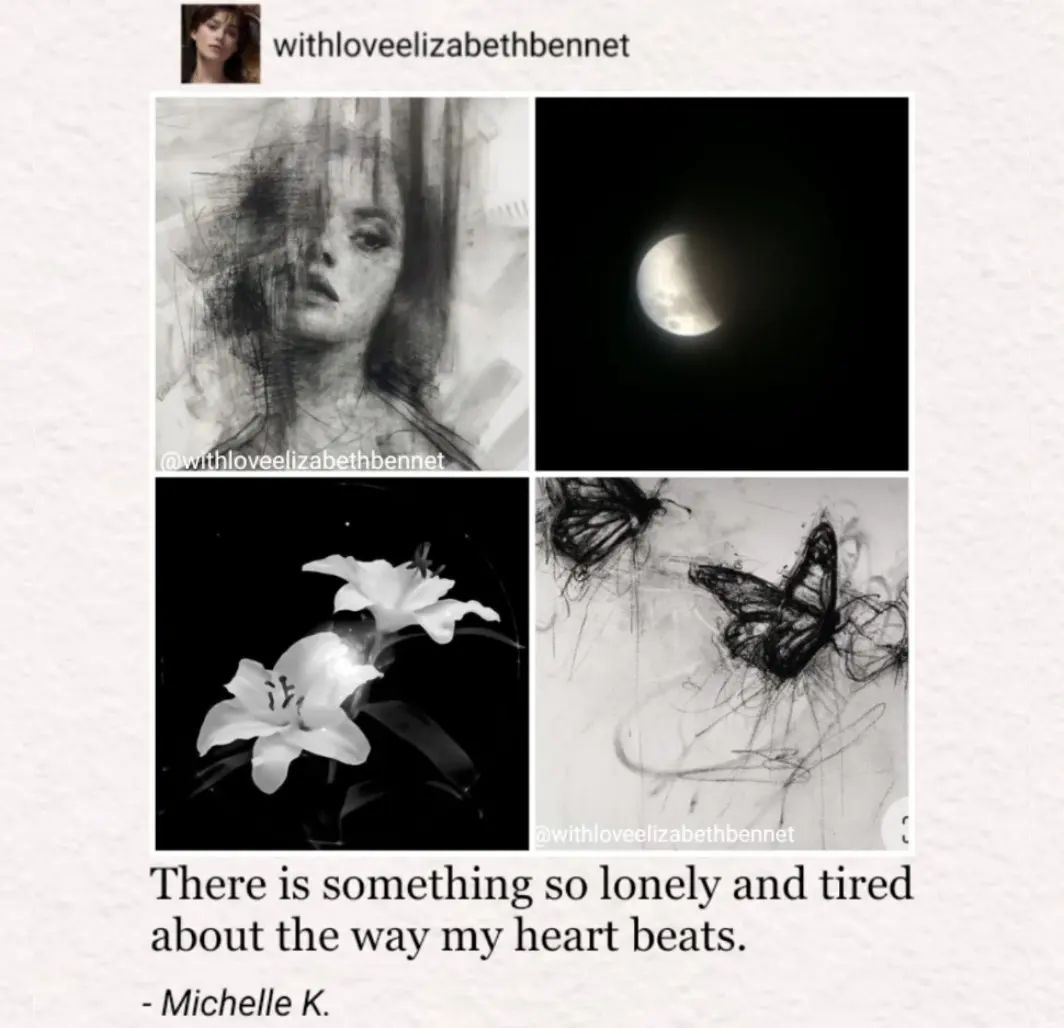 withloveelizabethbennet
@withloveelizabethbennet
@withloveelizabethbennet
There is something so lonely and tired
about the way my heart beats.
- Michelle K.